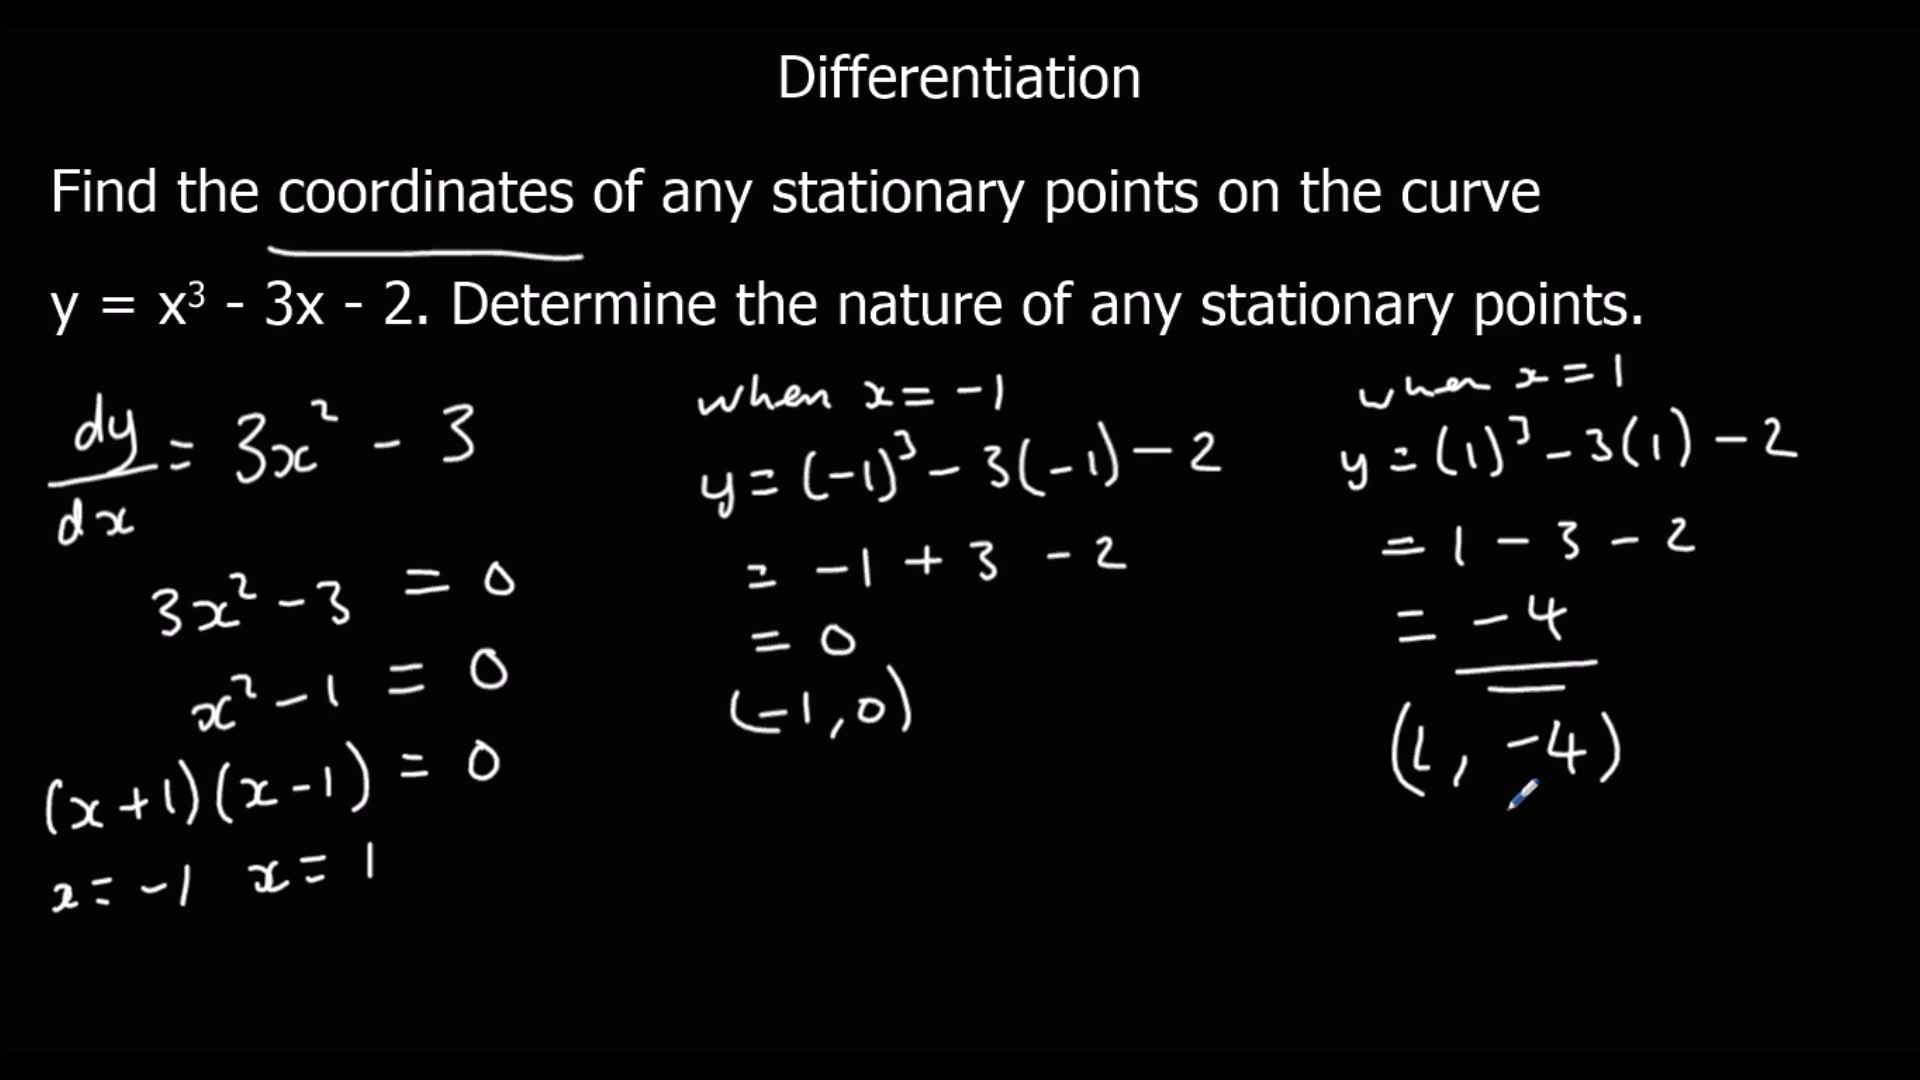 Differentiation
Find the coordinates of any stationary points on the curve
y = x³ - 3x - 2. Determine the nature of any stationary points.
dy/dx = 3x² - 3
3x² - 3 = 0
x² - 1 = 0
(x+1)(x-1) = 0
x = -1 x = 1
when x = -1
y = (-1)³ - 3(-1) - 2
= -1 + 3 - 2
= 0
(-1, 0)
when x = 1
y = (1)³ - 3(1) - 2
= 1 - 3 - 2
= -4
(1, -4)